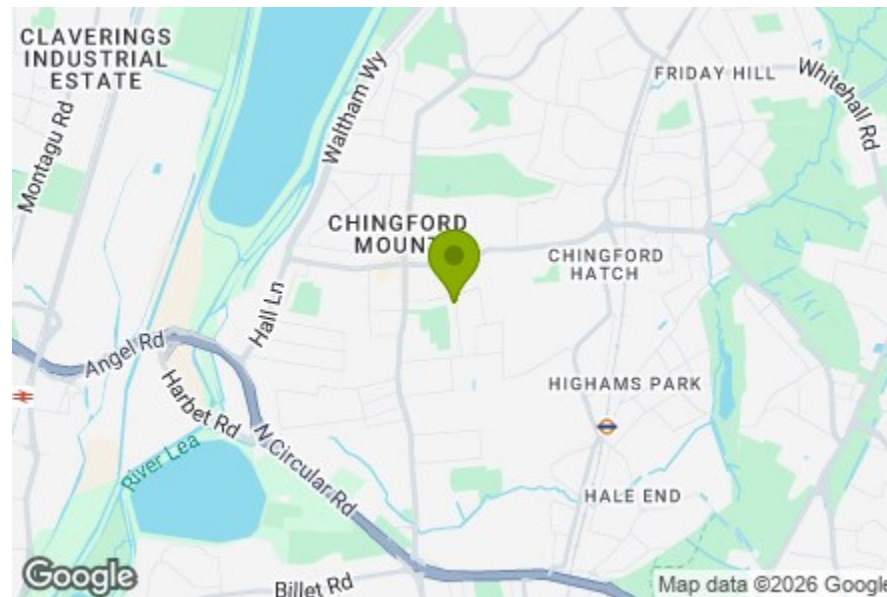 CLAVERINGS
INDUSTRIAL
ESTATE
Montagu Rd
Waltham Wy
FRIDAY HILL
Whitehall Rd
CHINGFORD
MOUNT
CHINGFORD
HATCH
Hall Ln
Angel Rd
Harbet Rd
HIGHAMS PARK
River Lea
N Circular Rd
HALE END
Billet Rd
Google
Map data ©2026 Google